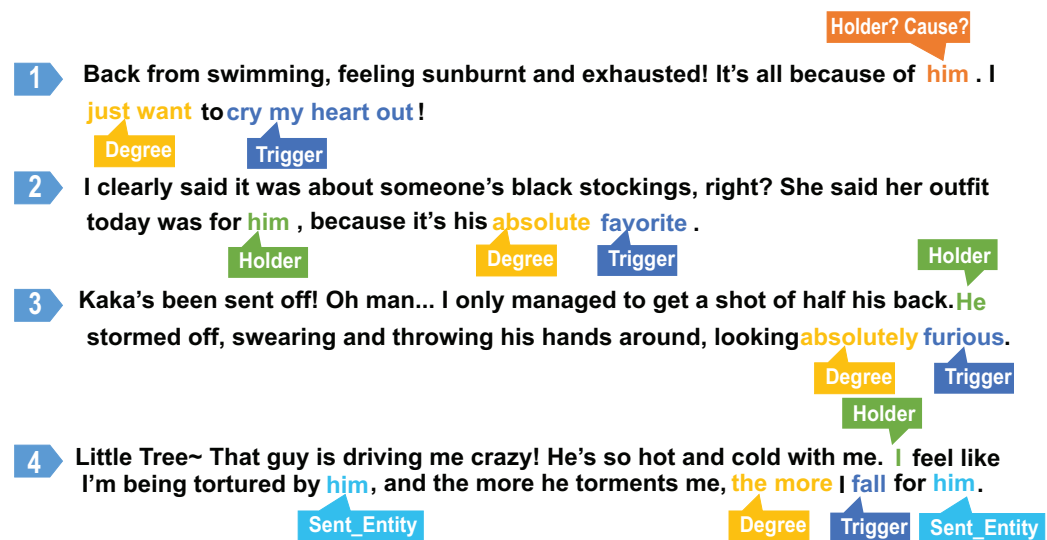 Holder? Cause?
1 Back from swimming, feeling sunburnt and exhausted! It's all because of him . I
just want to cry my heart out !
Degree Trigger
2 I clearly said it was about someone's black stockings, right? She said her outfit
today was for him , because it's his absolute favorite .
Holder Degree Trigger Holder
3 Kaka's been sent off! Oh man... I only managed to get a shot of half his back. He
stormed off, swearing and throwing his hands around, looking absolutely furious.
Degree Trigger
Holder
4 Little Tree~ That guy is driving me crazy! He's so hot and cold with me. I feel like
I'm being tortured by him, and the more he torments me, the more I fall for him.
Sent_Entity Degree Trigger Sent_Entity